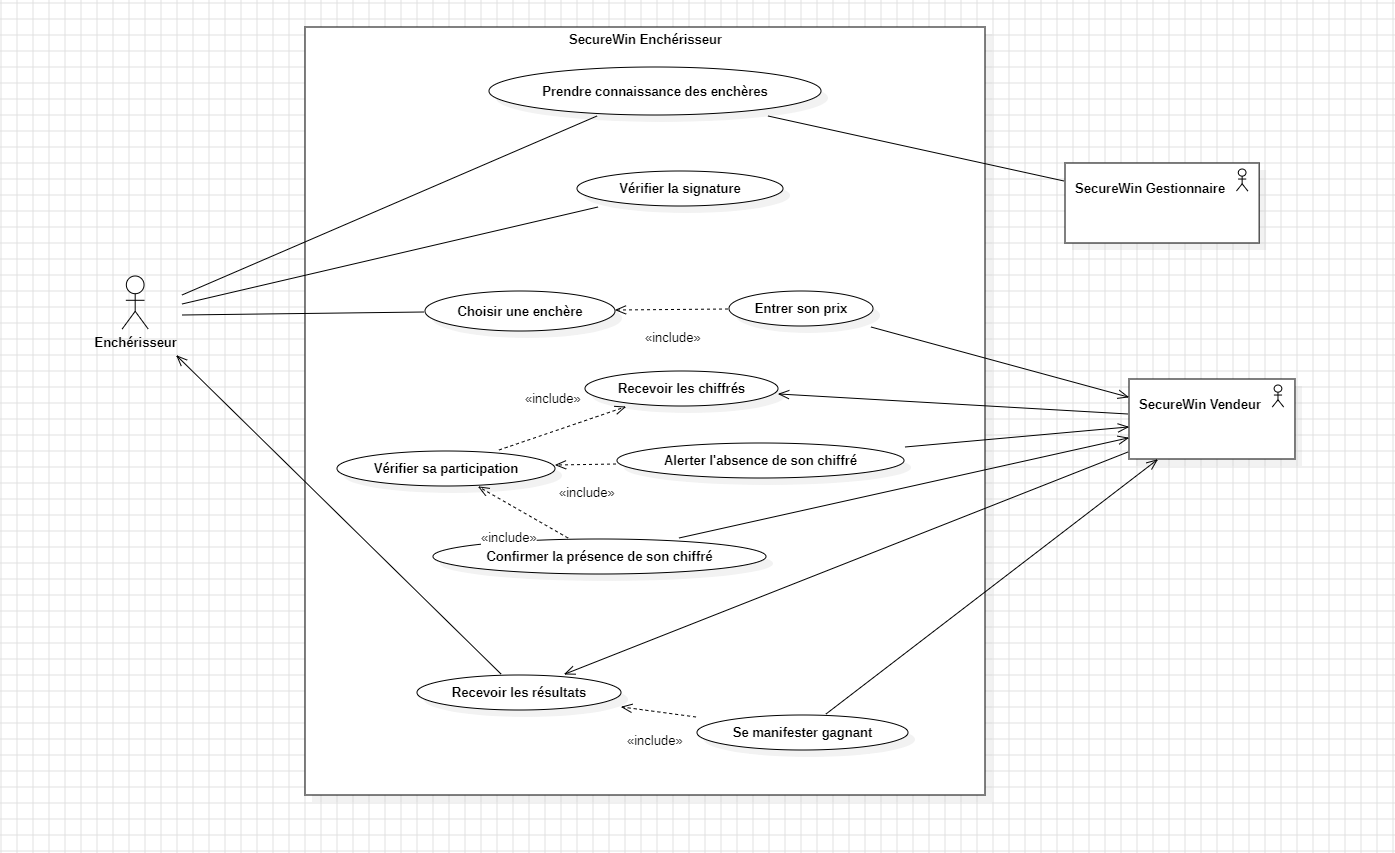 SecureWin Enchérisseur
Prendre connaissance des enchères
Vérifier la signature
SecureWin Gestionnaire
Enchérisseur
Choisir une enchère
Entrer son prix
«include»
Recevoir les chiffrés
«include»
SecureWin Vendeur
Vérifier sa participation
Alerter l'absence de son chiffré
«include»
«include»
Confirmer la présence de son chiffré
Recevoir les résultats
Se manifester gagnant
«include»